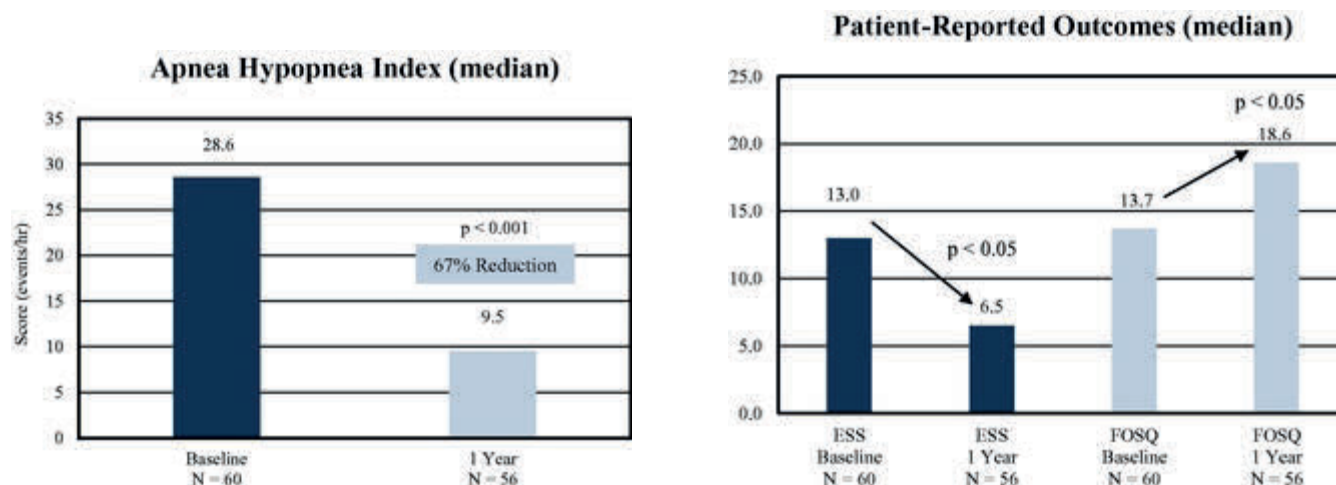 Apnea Hypopnea Index (median)
Score (events/hr)
35
30
25
20
15
10
5
0
28.6
p < 0.001
67% Reduction
9.5
Baseline
N = 60
1 Year
N = 56
Patient-Reported Outcomes (median)
25.0
20.0
15.0
10.0
5.0
0.0
13.0
p < 0.05
6.5
13.7
p < 0.05
18.6
ESS
Baseline
N = 60
ESS
1 Year
N = 56
FOSQ
Baseline
N = 60
FOSQ
1 Year
N = 56